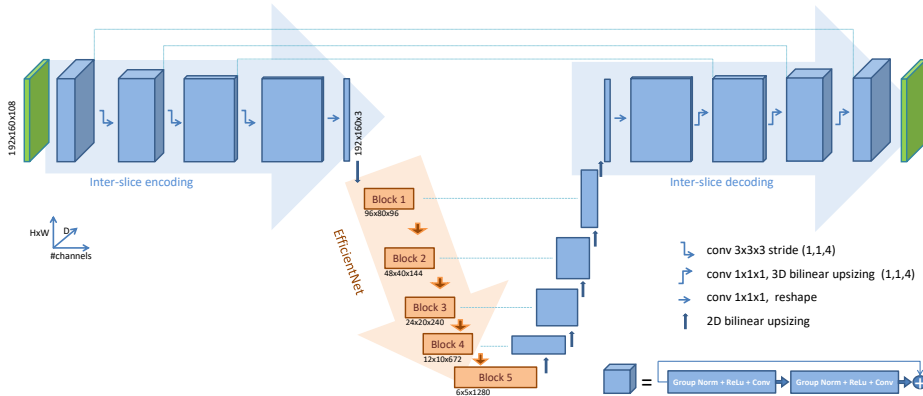 192x160x108
Inter-slice encoding
192x160x3
Inter-slice decoding
HxW
D
#channels
EfficientNet
Block 1
96x80x96
Block 2
48x40x144
Block 3
24x20x240
Block 4
12x10x672
Block 5
6x5x1280
conv 3x3x3 stride (1,1,4)
conv 1x1x1, 3D bilinear upsizing (1,1,4)
conv 1x1x1, reshape
2D bilinear upsizing
=
Group Norm + ReLu + Conv
Group Norm + ReLu + Conv
+